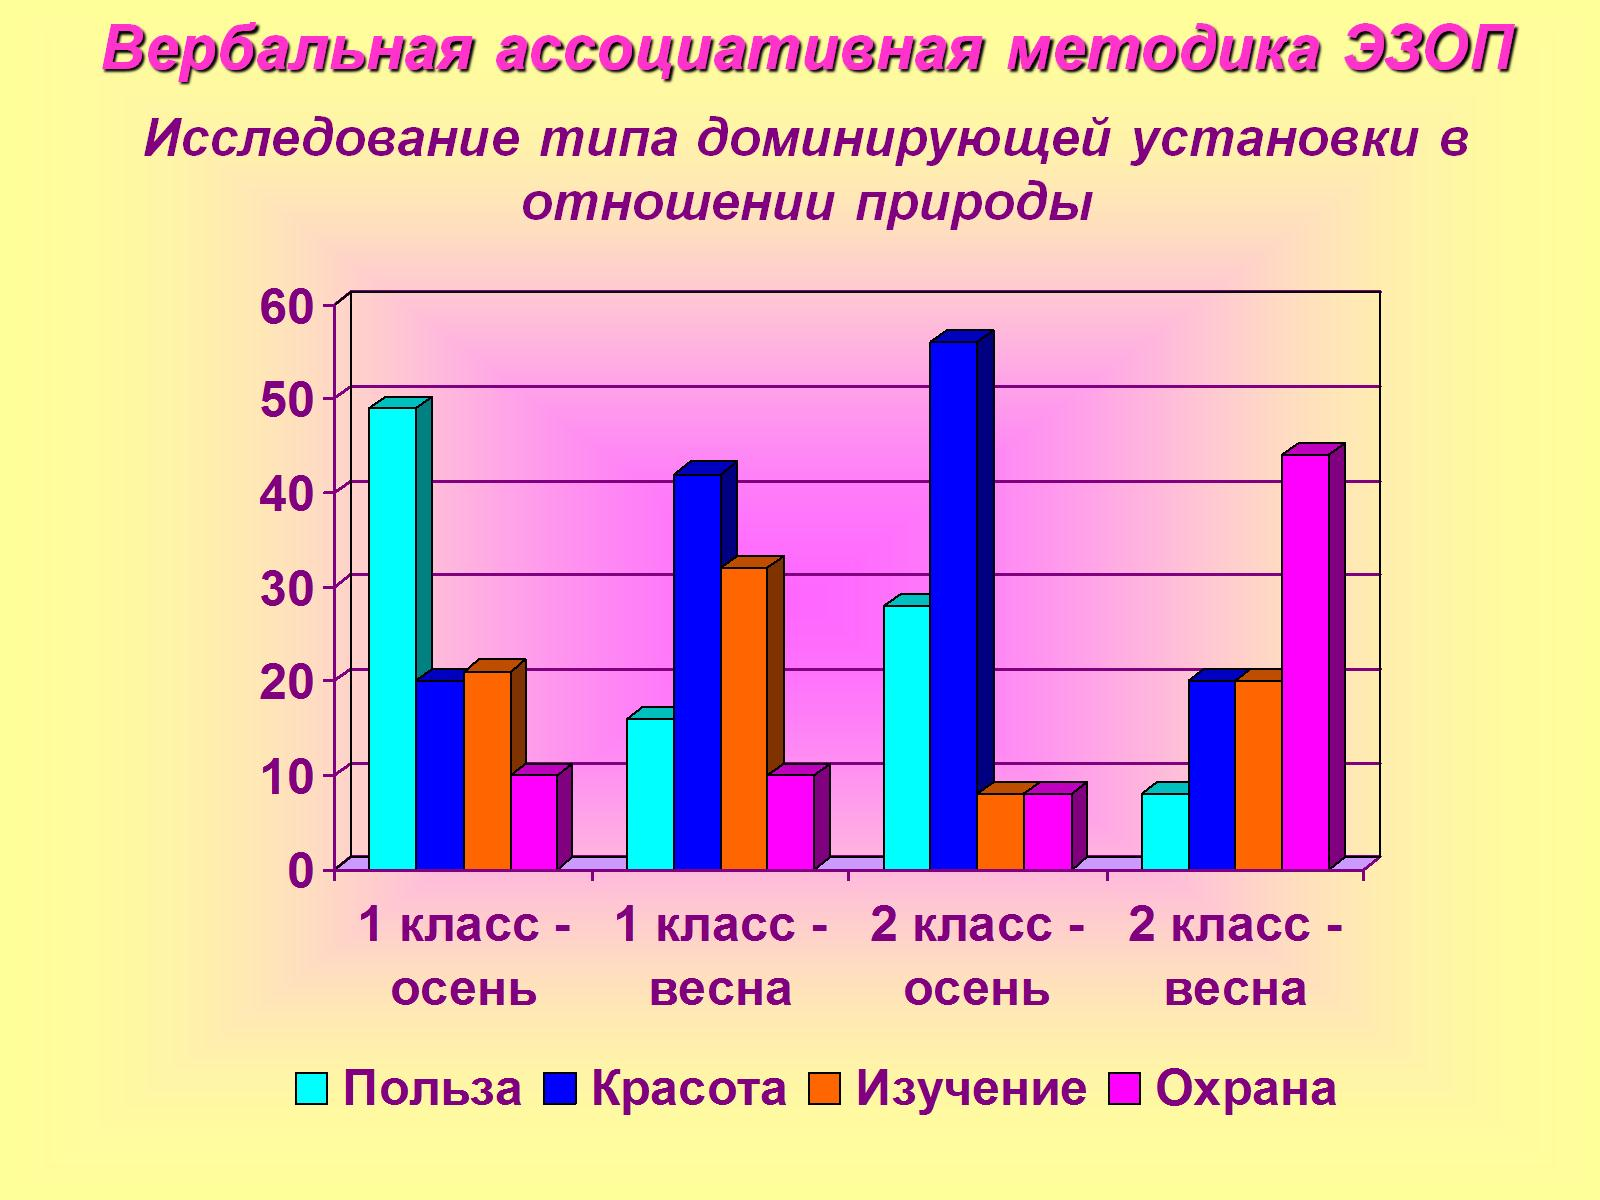 Вербальная ассоциативная методика ЭЗОП
Исследование типа доминирующей установки в
отношении природы
60
50
40
30
20
10
0
1 класс - 1 класс - 2 класс - 2 класс -
осень весна осень весна
Польза Красота Изучение Охрана